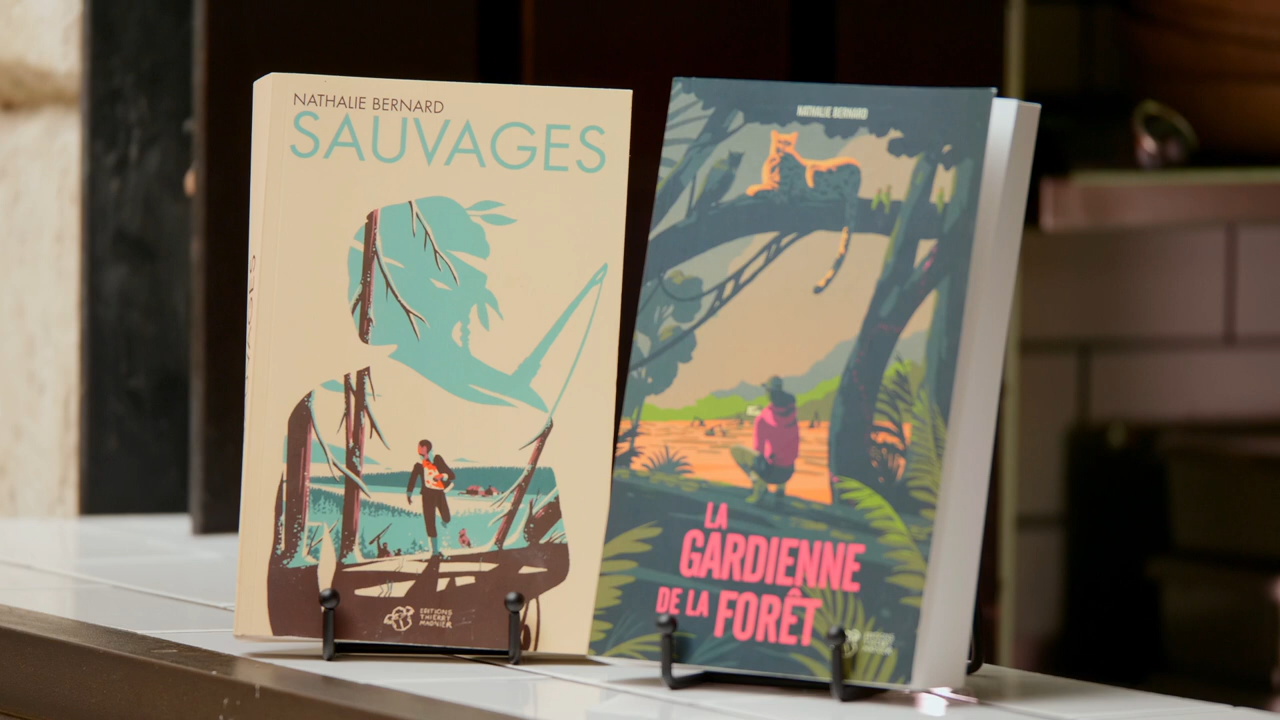 NATHALIE BERNARD
SAUVAGES
EDITIONS
THIERRY
MAGNIER
NATHALIE BERNARD
LA
GARDIENNE
DE LA FORÊT